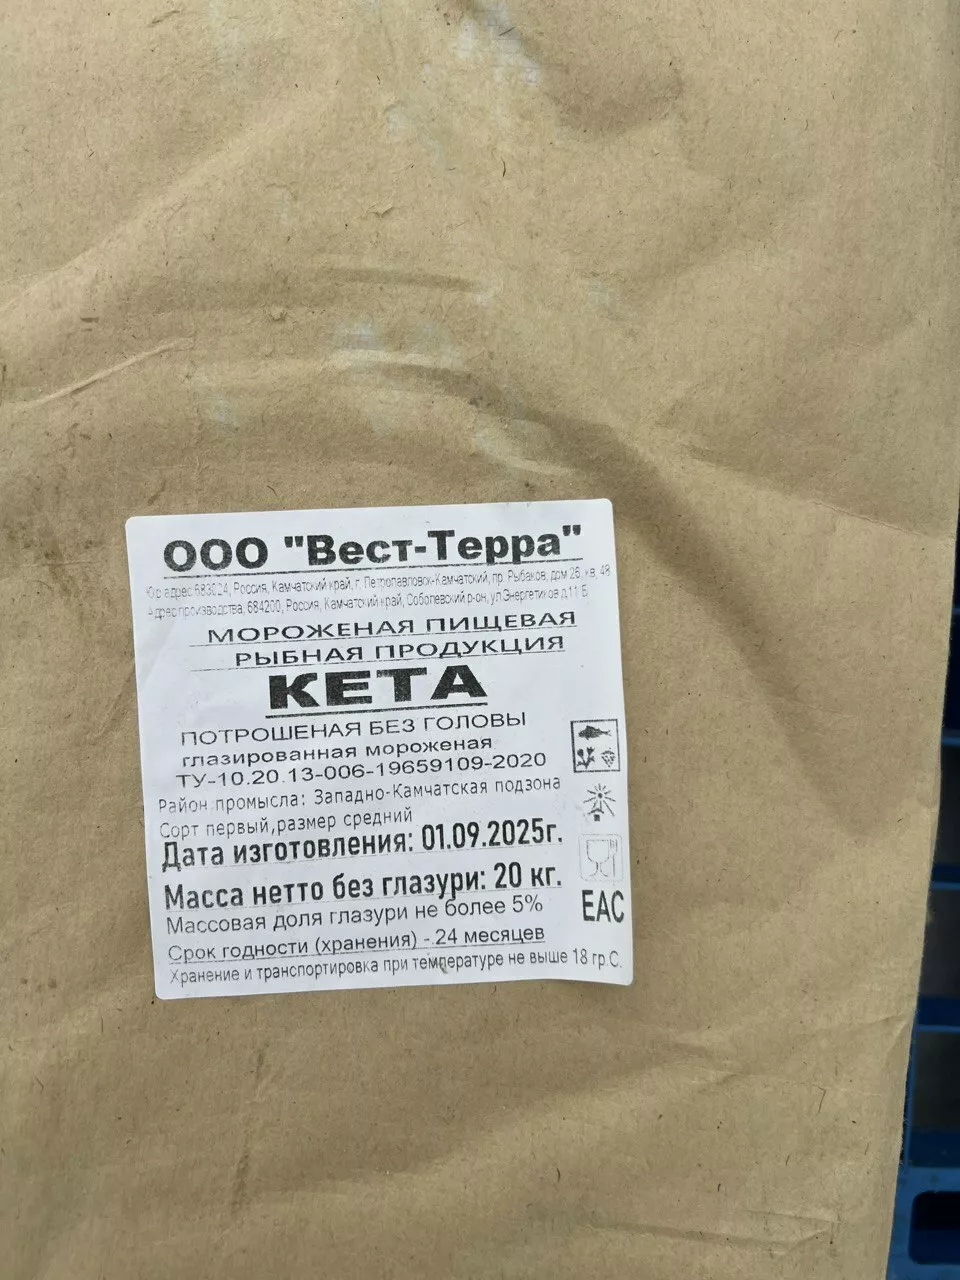 ООО "Вест-Терра"
Юр.адрес 683024, Россия, Камчатский край, г. Петропавловск-Камчатский, пр. Рыбаков, дом 25, кв. 48
Адрес производства, 684200, Россия, Камчатский край, Соболевский р-он, ул.Энергетиков д.11 Б
МОРОЖЕНАЯ ПИЩЕВАЯ
РЫБНАЯ ПРОДУКЦИЯ
КЕТА
ПОТРОШЕНАЯ БЕЗ ГОЛОВЫ
глазированная мороженая
ТУ-10.20.13-006-19659109-2020
Район промысла: Западно-Камчатская подзона
Сорт первый,размер средний
Дата изготовления: 01.09.2025г.
Масса нетто без глазури: 20 кг.
Массовая доля глазури не более 5%
Срок годности (хранения) - 24 месяцев
Хранение и транспортировка при температуре не выше 18 гр.С.
EAC